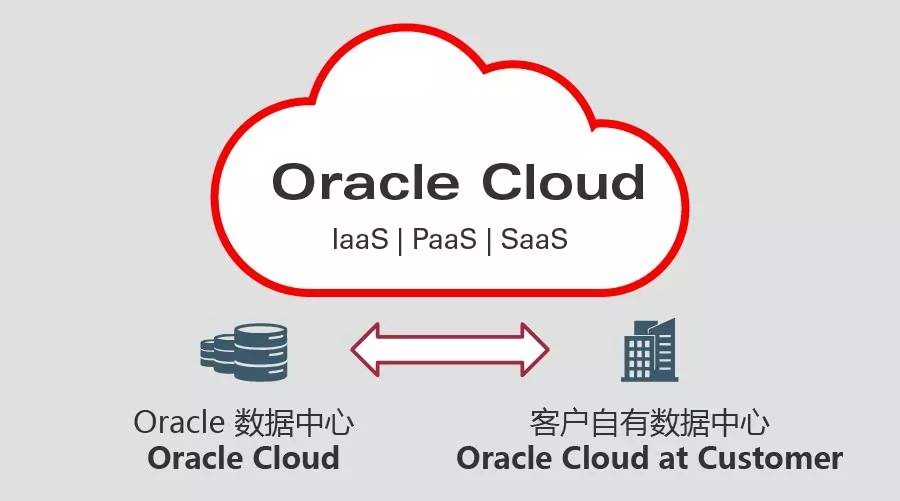 Oracle Cloud
IaaS | PaaS | SaaS
Oracle 数据中心
Oracle Cloud
客户自有数据中心
Oracle Cloud at Customer